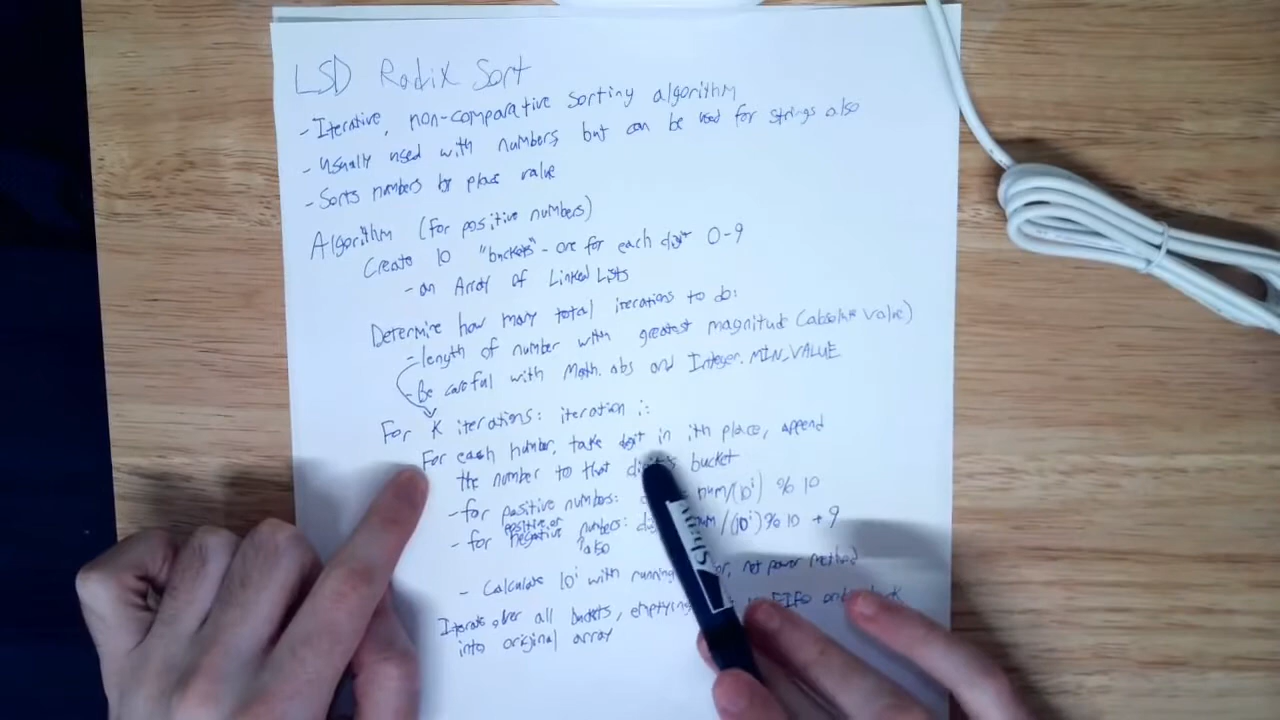 LSD Radix Sort
- Iterative, non-comparative sorting algorithm
- usually used with numbers, but can be used for strings also
- Sorts numbers by place value
Algorithm (for positive numbers)
Create 10 "buckets" - one for each digit 0-9
- an Array of Linked Lists
Determine how many total iterations to do:
- length of number with greatest magnitude (absolute value)
- Be careful with Math.abs and Integer.MIN_VALUE
For K iterations: iteration i:
For each number, take digit in ith place, append
the number to that digit's bucket
- for positive numbers: num/(10^i) % 10
positive or
- for negative numbers: num/(10^i) % 10 + 9
also
- Calculate 10^i with running, not power method
Iterate over all buckets, emptying FIFO order back
into original array